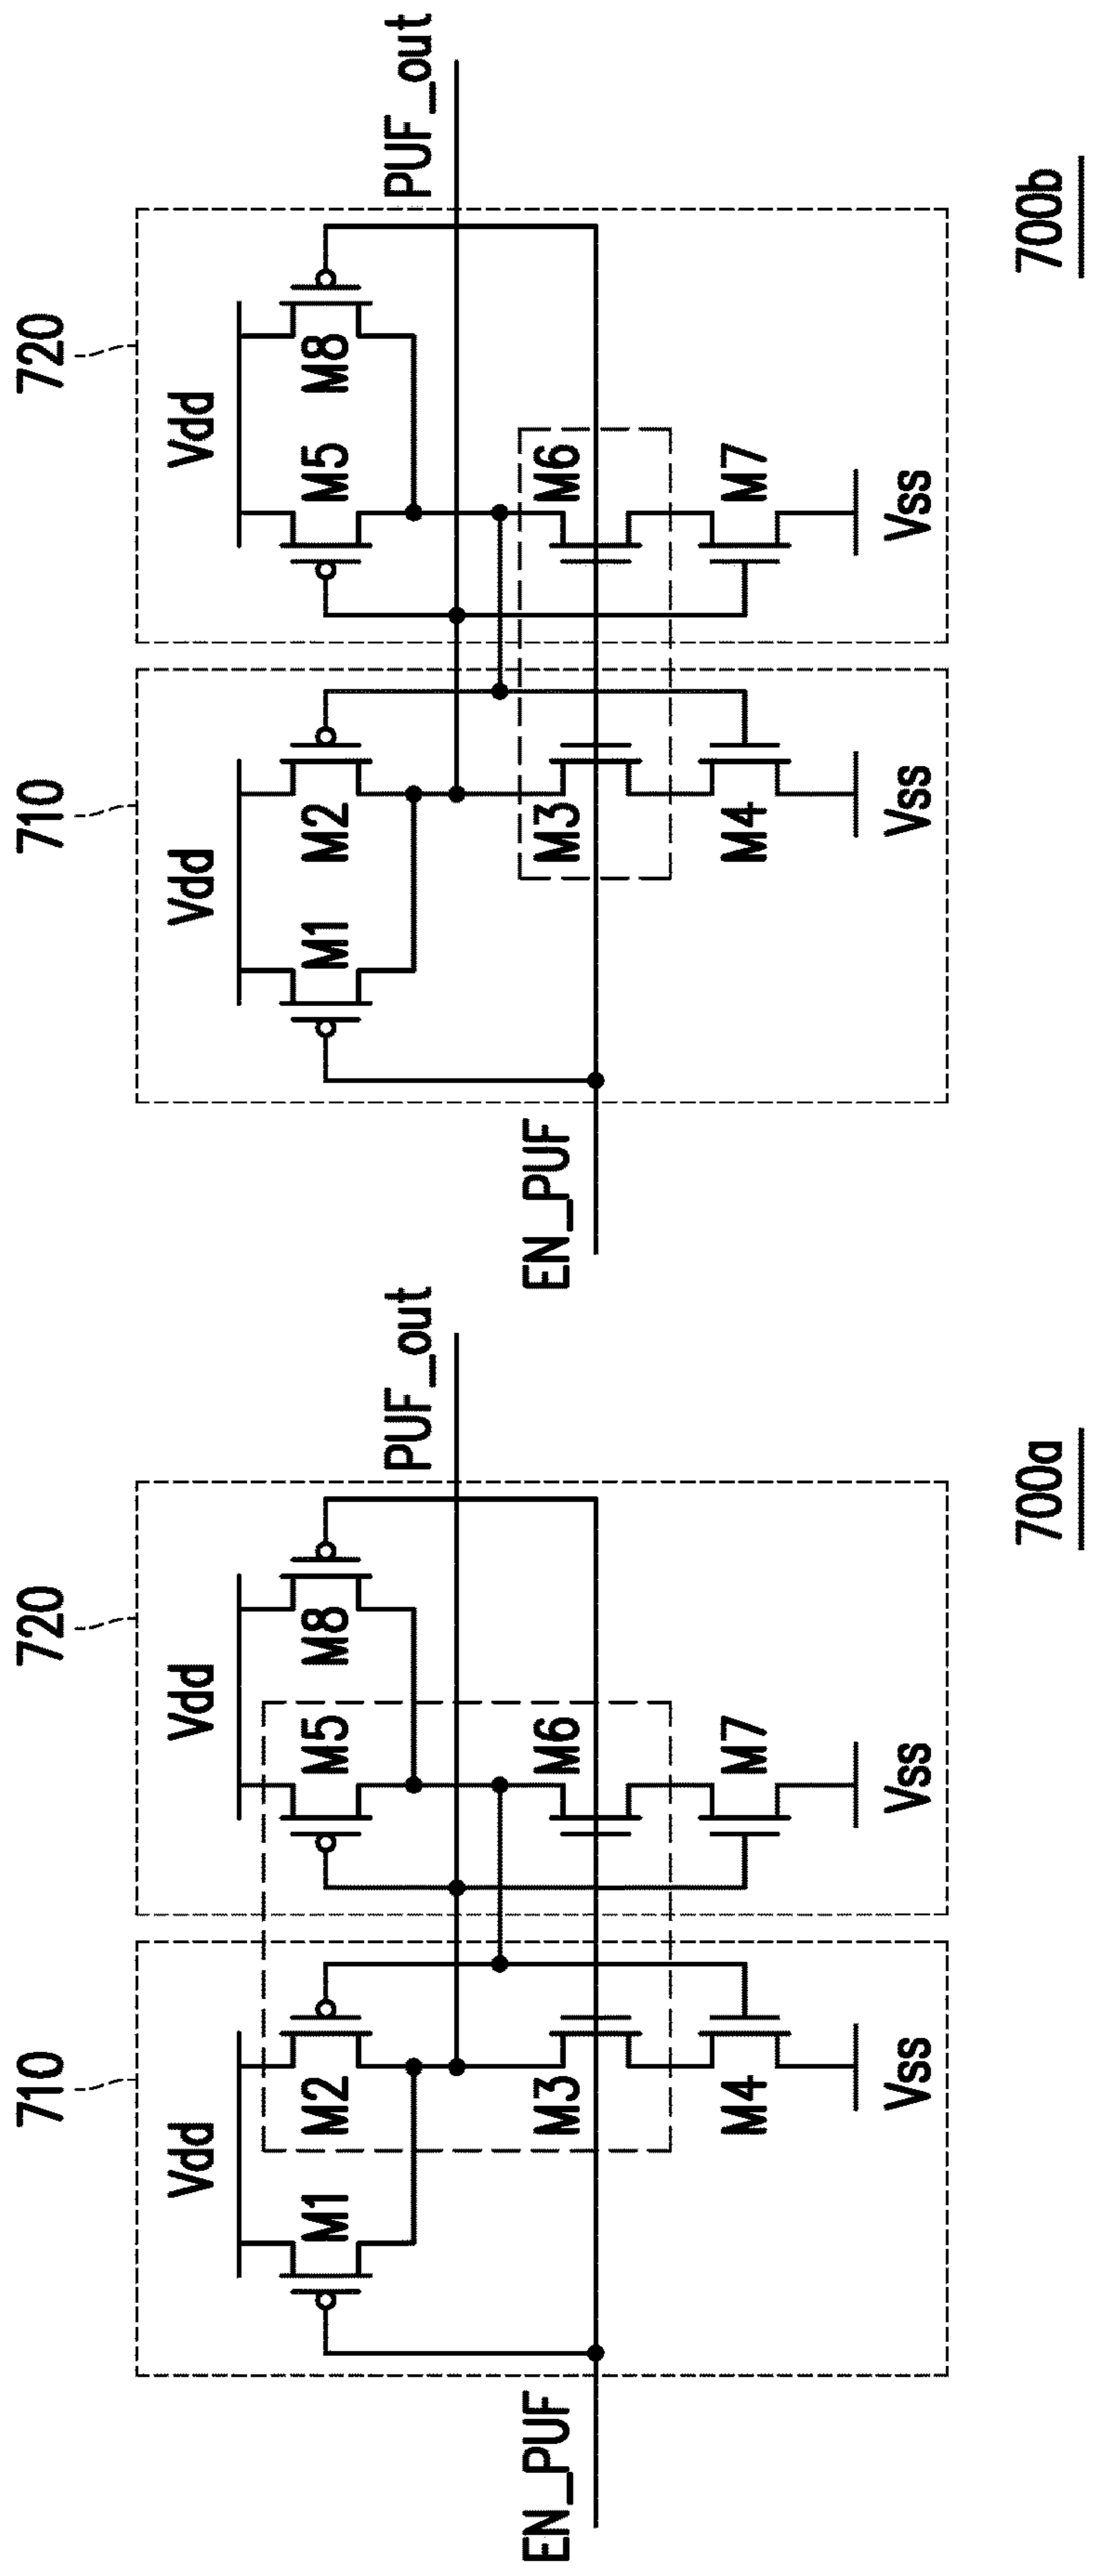 710
720
Vdd
Vdd
M1
M2
M5
M8
PUF_out
EN_PUF
M3
M6
M4
M7
Vss
Vss
700a
710
720
Vdd
Vdd
M1
M2
M5
M8
PUF_out
EN_PUF
M3
M6
M4
M7
Vss
Vss
700b